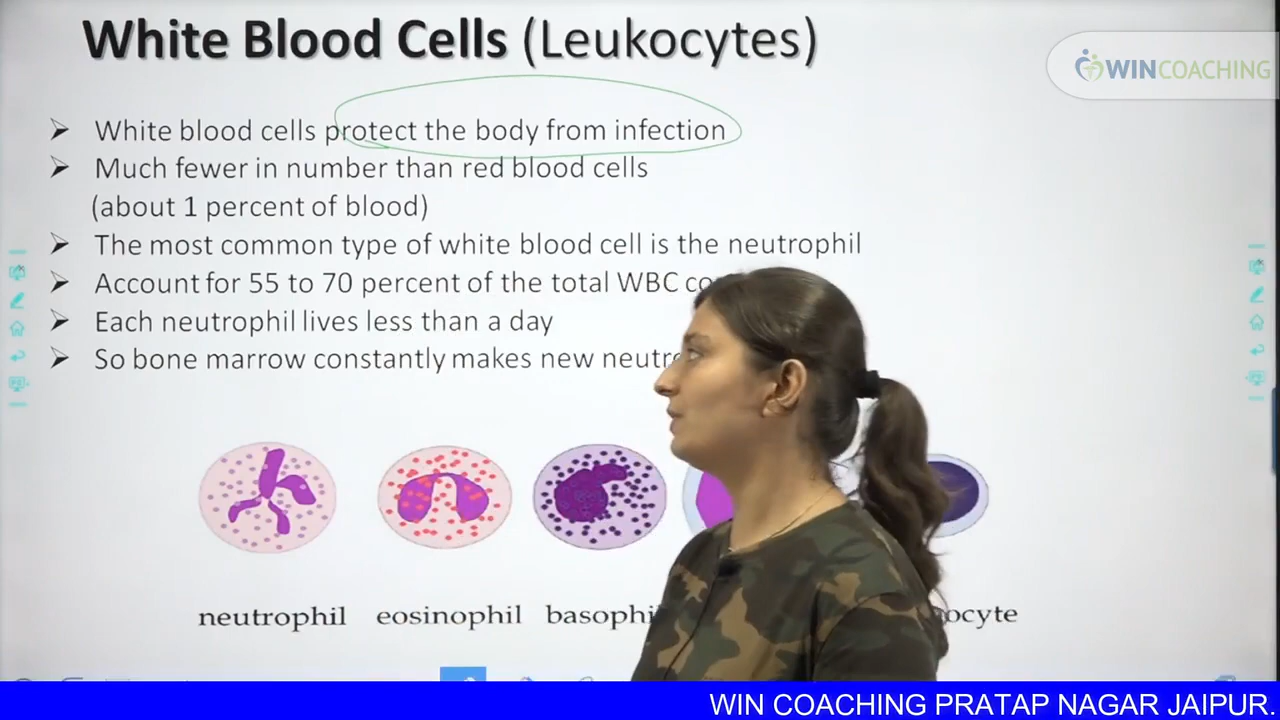 White Blood Cells (Leukocytes)
WINCOACHING
White blood cells protect the body from infection
Much fewer in number than red blood cells
(about 1 percent of blood)
The most common type of white blood cell is the neutrophil
Account for 55 to 70 percent of the total WBC
Each neutrophil lives less than a day
So bone marrow constantly makes new
neutrophil eosinophil
WIN COACHING PRATAP NAGAR JAIPUR.